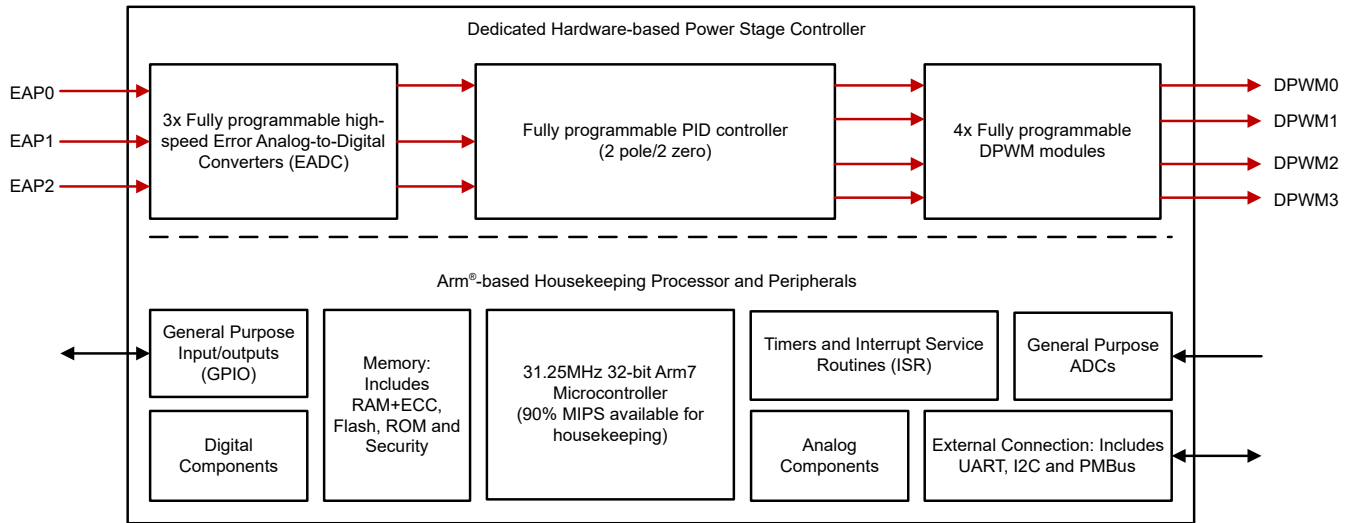 Dedicated Hardware-based Power Stage Controller
EAP0
EAP1
EAP2
3x Fully programmable high-
speed Error Analog-to-Digital
Converters (EADC)
Fully programmable PID controller
(2 pole/2 zero)
4x Fully programmable
DPWM modules
DPWM0
DPWM1
DPWM2
DPWM3
Arm®-based Housekeeping Processor and Peripherals
General Purpose
Input/outputs
(GPIO)
Digital
Components
Memory:
Includes
RAM+ECC,
Flash, ROM and
Security
31.25MHz 32-bit Arm7
Microcontroller
(90% MIPS available for
housekeeping)
Timers and Interrupt Service
Routines (ISR)
General Purpose
ADCs
Analog
Components
External Connection: Includes
UART, I2C and PMBus